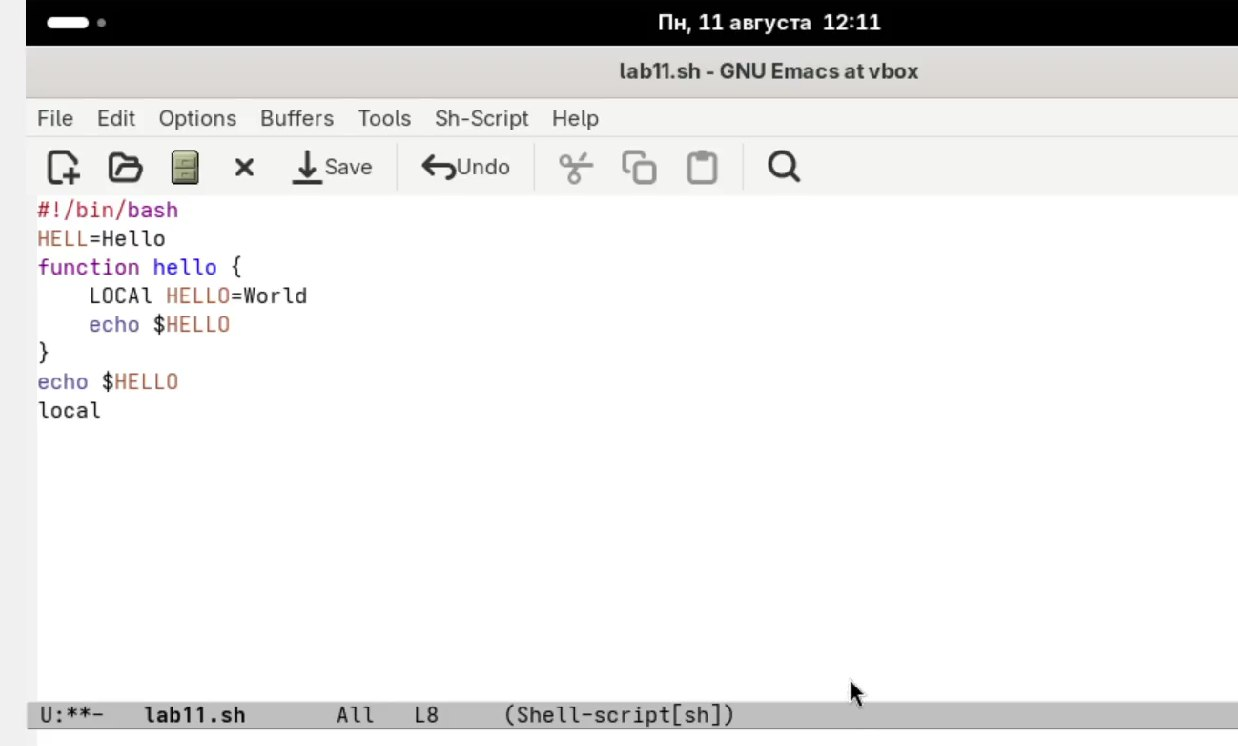 Пн, 11 августа 12:11
lab11.sh - GNU Emacs at vbox
File Edit Options Buffers Tools Sh-Script Help
Save Undo
#!/bin/bash
HELL=Hello
function hello {
    LOCAl HELLO=World
    echo $HELLO
}
echo $HELLO
local
U:**- lab11.sh All L8 (Shell-script[sh])